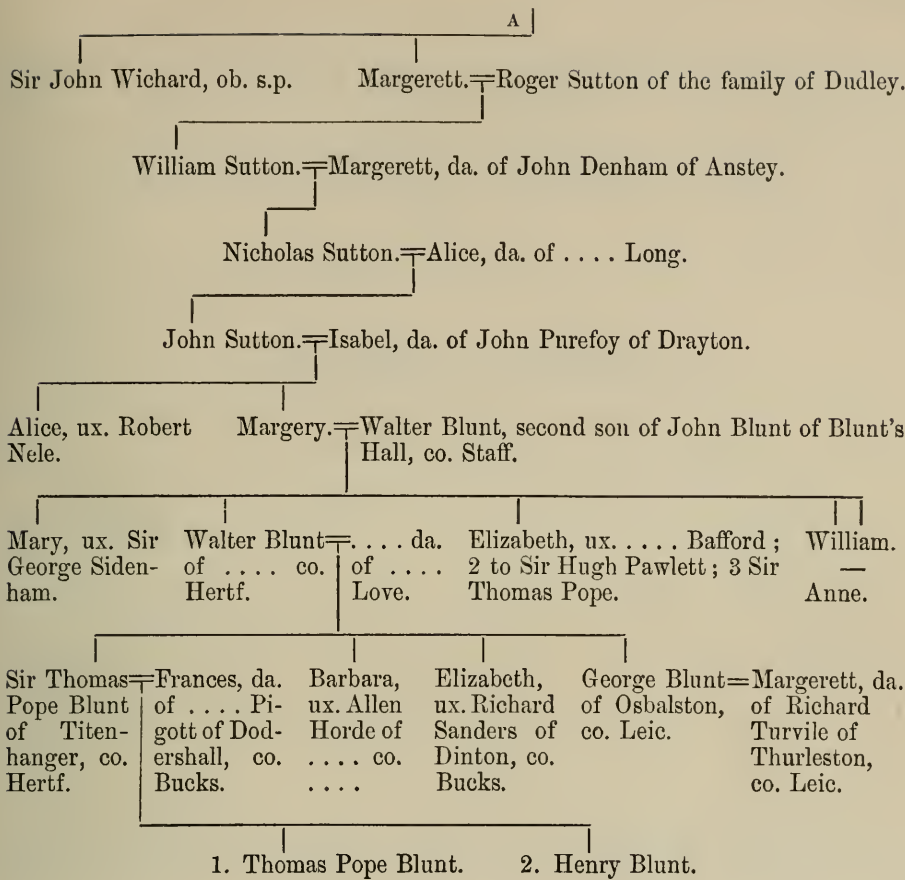 A
Sir John Wichard, ob. s.p. Margerett.=Roger Sutton of the family of Dudley.
William Sutton.=Margerett, da. of John Denham of Anstey.
Nicholas Sutton.=Alice, da. of . . . . Long.
John Sutton.=Isabel, da. of John Purefoy of Drayton.
Alice, ux. Robert
Nele.
Margery.=Walter Blunt, second son of John Blunt of Blunt's
Hall, co. Staff.
Mary, ux. Sir
George Siden-
ham.
Walter Blunt=
of . . . . co.
Hertf.
. . . . da.
of . . . .
Love.
Elizabeth, ux. . . . . Bafford ;
2 to Sir Hugh Pawlett ; 3 Sir
Thomas Pope.
William.
—
Anne.
Sir Thomas=
Pope Blunt
of Titen-
hanger, co.
Hertf.
Frances, da.
of . . . . Pi-
gott of Dod-
ershall, co.
Bucks.
Barbara,
ux. Allen
Horde of
. . . . co.
. . . .
Elizabeth,
ux. Richard
Sanders of
Dinton, co.
Bucks.
George Blunt=
of Osbalston,
co. Leic.
Margerett, da.
of Richard
Turvile of
Thurleston,
co. Leic.
1. Thomas Pope Blunt. 2. Henry Blunt.